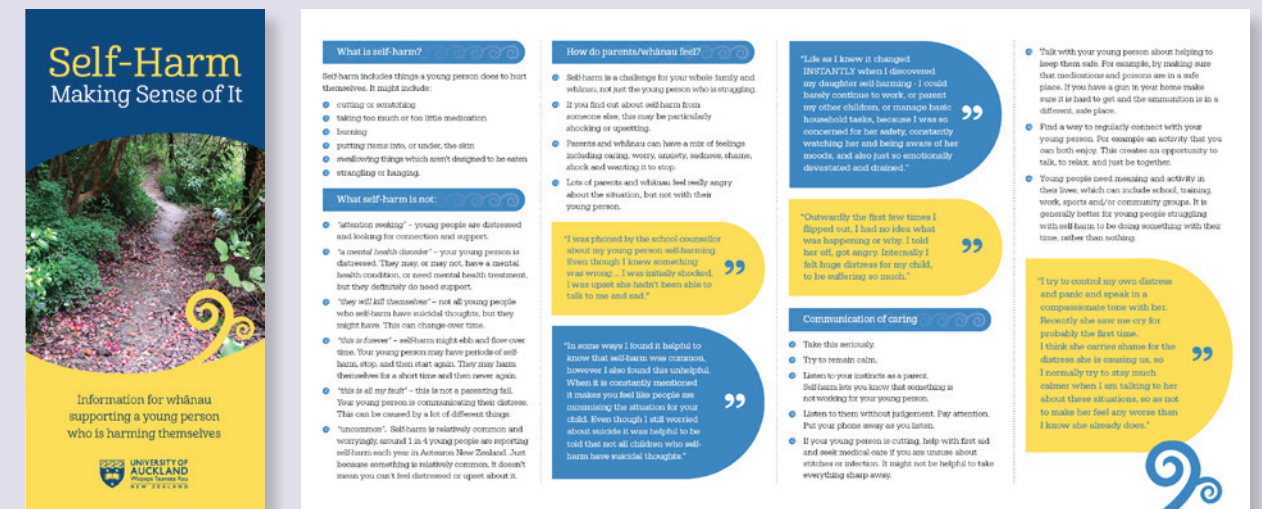 Self-Harm
Making Sense of It
Information for whānau
supporting a young person
who is harming themselves
UNIVERSITY OF
AUCKLAND
Waipapa Taumata Rau
NEW ZEALAND
What is self-harm?
Self-harm includes things a young person does to hurt
themselves. It might include:
cutting or scratching
taking too much or too little medication
burning
putting items into, or under, the skin
swallowing things which aren't designed to be eaten
strangling or hanging.
What self-harm is not:
"attention seeking" – young people are distressed
and looking for connection and support.
"a mental health disorder" – your young person is
distressed. They may, or may not, have a mental
health condition, or need mental health treatment,
but they definitely do need support.
"they will kill themselves" – not all young people
who self-harm have suicidal thoughts, but they
might have. This can change over time.
"this is forever" – self-harm might ebb and flow over
time. Your young person may have periods of self-
harm, stop, and then start again. They may harm
themselves for a short time and then never again.
"this is all my fault" – this is not a parenting fail.
Your young person is communicating their distress.
This can be caused by a lot of different things.
"uncommon". Self-harm is relatively common and
worryingly, around 1 in 4 young people are reporting
self-harm each year in Aotearoa New Zealand. Just
because something is relatively common, it doesn't
mean you can't feel distressed or upset about it.
How do parents/whānau feel?
Self-harm is a challenge for your whole family and
whānau, not just the young person who is struggling.
If you find out about self-harm from
someone else, this may be particularly
shocking or upsetting.
Parents and whānau can have a mix of feelings
including caring, worry, anxiety, sadness, shame,
shock and wanting it to stop.
Lots of parents and whānau feel really angry
about the situation, but not with their
young person.
"I was phoned by the school counsellor
about my young person self-harming.
Even though I knew something
was wrong... I was initially shocked.
I was upset she hadn't been able to
talk to me and sad."
"In some ways I found it helpful to
know that self-harm was common,
however I also found this unhelpful.
When it is constantly mentioned
it makes you feel like people are
minimising the situation for your
child. Even though I still worried
about suicide it was helpful to be
told that not all children who self-
harm have suicidal thoughts."
"Life as I knew it changed
INSTANTLY when I discovered
my daughter self-harming - I could
barely continue to work, or parent
my other children, or manage basic
household tasks, because I was so
concerned for her safety, constantly
watching her and being aware of her
moods, and also just so emotionally
devastated and drained."
"Outwardly the first few times I
flipped out, I had no idea what
was happening or why. I told
her off, got angry. Internally I
felt huge distress for my child,
to be suffering so much."
Communication of caring
Take this seriously.
Try to remain calm.
Listen to your instincts as a parent.
Self-harm lets you know that something is
not working for your young person.
Listen to them without judgement. Pay attention.
Put your phone away as you listen.
If your young person is cutting, help with first aid
and seek medical care if you are unsure about
stitches or infection. It might not be helpful to take
everything sharp away.
Talk with your young person about helping to
keep them safe. For example, by making sure
that medications and poisons are in a safe
place. If you have a gun in your home make
sure it is hard to get and the ammunition is in a
different, safe place.
Find a way to regularly connect with your
young person. For example an activity that you
can both enjoy. This creates an opportunity to
talk, to relax, and just be together.
Young people need meaning and activity in
their lives, which can include school, training,
work, sports and/or community groups. It is
generally better for young people struggling
with self-harm, to be doing something with their
time, rather than nothing.
"I try to control my own distress
and panic and speak in a
compassionate tone with her.
Recently she saw me cry for
probably the first time.
I think she carries shame for the
distress she is causing us, so
I normally try to stay much
calmer when I am talking to her
about these situations, so as not
to make her feel any worse than
I know she already does."